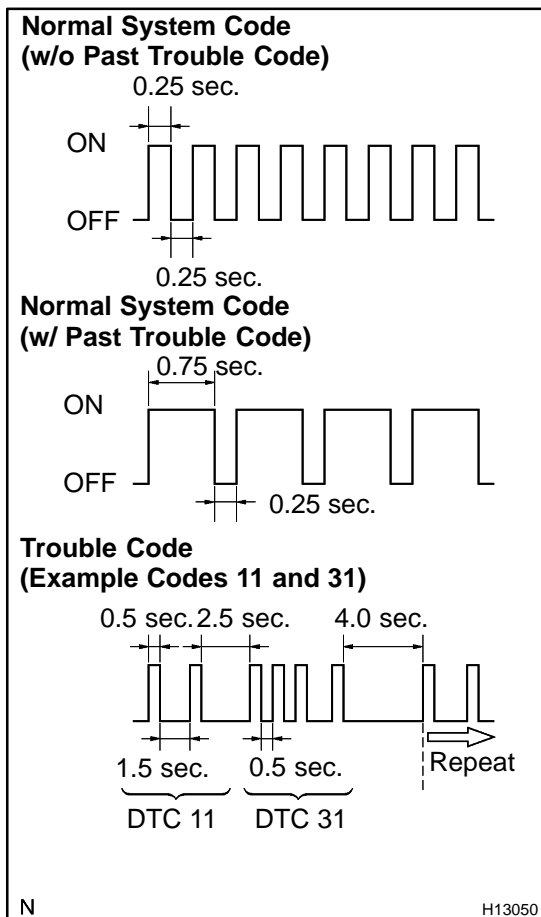 Normal System Code
(w/o Past Trouble Code)
0.25 sec.
ON
OFF
0.25 sec.
Normal System Code
(w/ Past Trouble Code)
0.75 sec.
ON
OFF
0.25 sec.
Trouble Code
(Example Codes 11 and 31)
0.5 sec. 2.5 sec. 4.0 sec.
1.5 sec. 0.5 sec. Repeat
DTC 11 DTC 31
N H13050